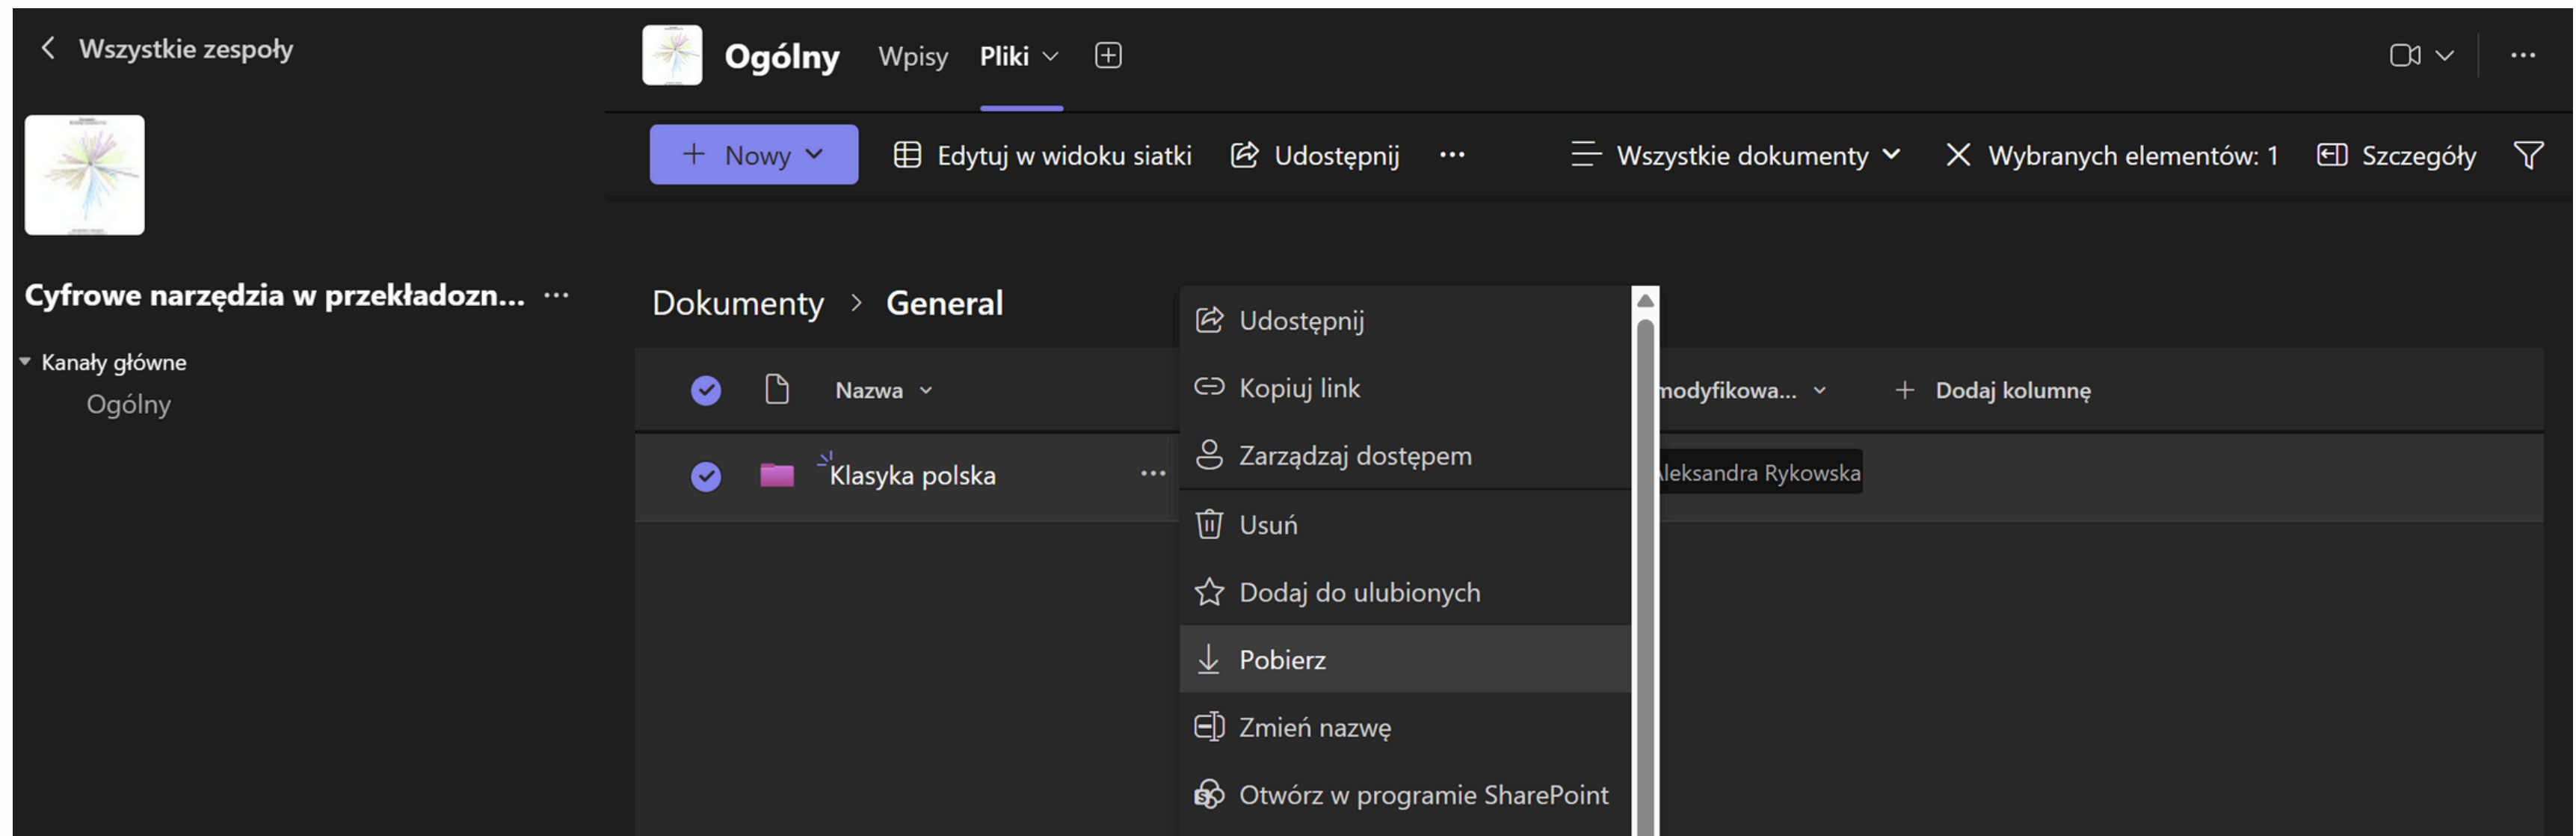 Wszystkie zespoły
Cyfrowe narzędzia w przekładozn... ...
Kanały główne
Ogólny
Ogólny Wpisy Pliki
...
+ Nowy Edytuj w widoku siatki Udostępnij ... Wszystkie dokumenty Wybranych elementów: 1 Szczegóły
Dokumenty > General
Nazwa modyfikowa... + Dodaj kolumnę
Klasyka polska ... Aleksandra Rykowska
Udostępnij
Kopiuj link
Zarządzaj dostępem
Usuń
Dodaj do ulubionych
Pobierz
Zmień nazwę
Otwórz w programie SharePoint